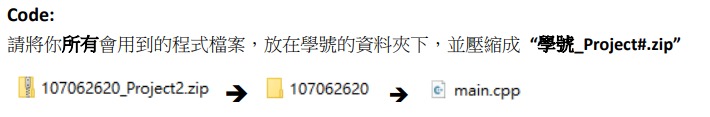 Code:
請將你所有會用到的程式檔案，放在學號的資料夾下，並壓縮成 “學號_Project#.zip”
107062620_Project2.zip ➔ 107062620 ➔ main.cpp